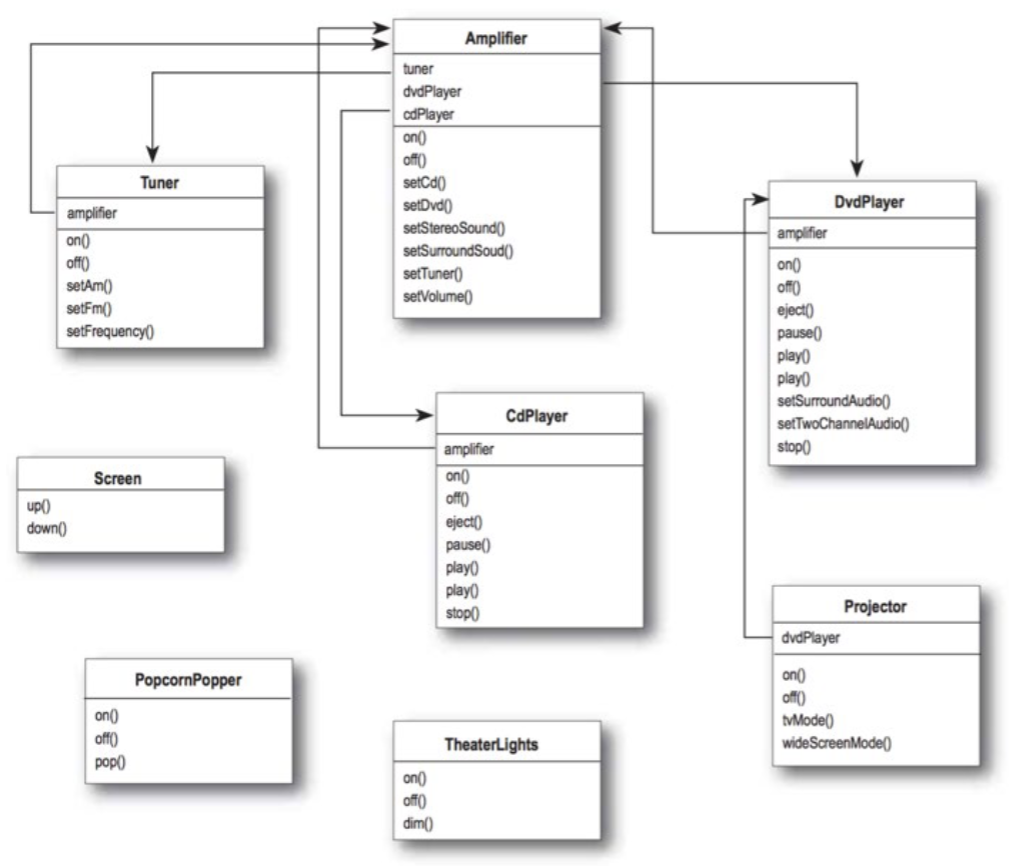 Amplifier
tuner
dvdPlayer
cdPlayer
on()
off()
setCd()
setDvd()
setStereoSound()
setSurroundSoud()
setTuner()
setVolume()
Tuner
amplifier
on()
off()
setAm()
setFm()
setFrequency()
DvdPlayer
amplifier
on()
off()
eject()
pause()
play()
play()
setSurroundAudio()
setTwoChannelAudio()
stop()
CdPlayer
amplifier
on()
off()
eject()
pause()
play()
play()
stop()
Screen
up()
down()
Projector
dvdPlayer
on()
off()
tvMode()
wideScreenMode()
PopcornPopper
on()
off()
pop()
TheaterLights
on()
off()
dim()